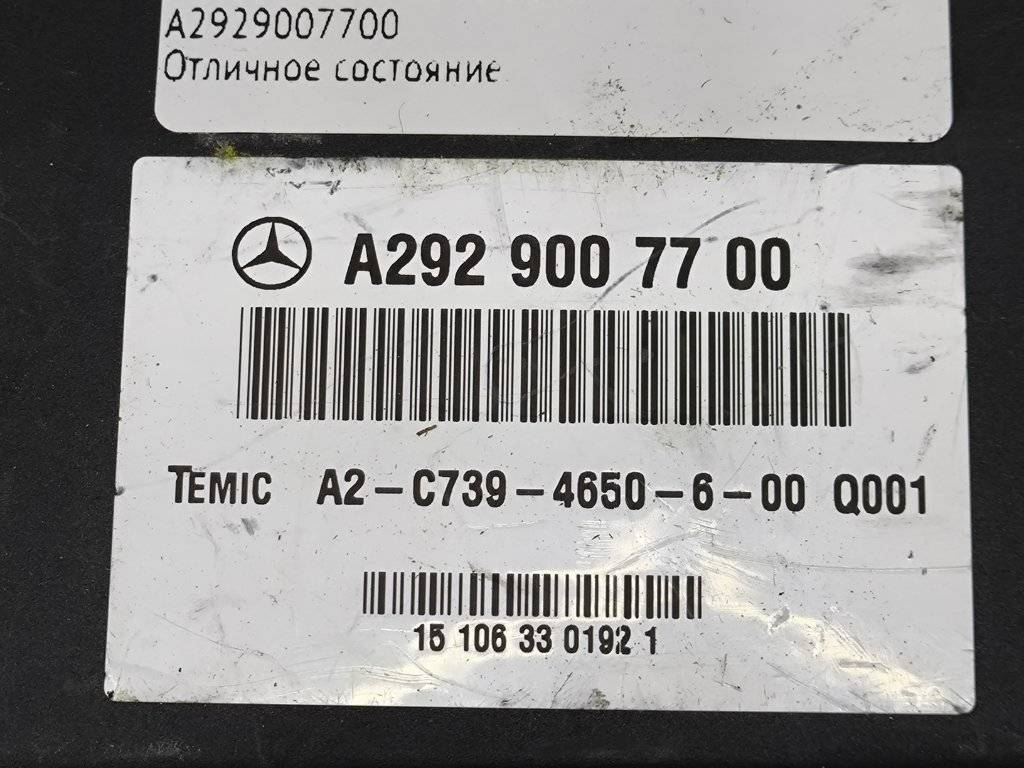 A2929007700
Отличное состояние
A292 900 77 00
TEMIC A2-C739-4650-6-00 Q001
15 106 33 0192 1